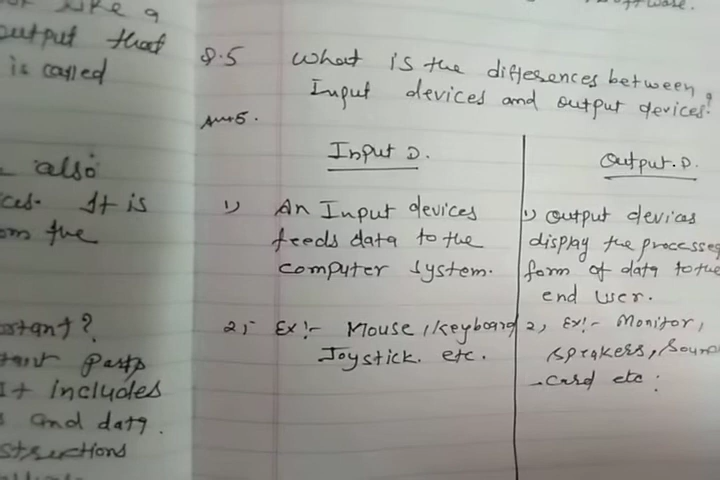 output that
is called
also
It is
the
includes
and data.
Q.5 What is the differences between
Input devices and output devices?
Ans5.
Input D.
1) An Input devices
feeds data to the
computer system.
2) Ex:- Mouse, Keyboard
Joystick. etc.
Output.D.
1) Output devices
display the processed
form of data to the
end user.
2, Ex:- Monitor,
speakers, sound
card etc.